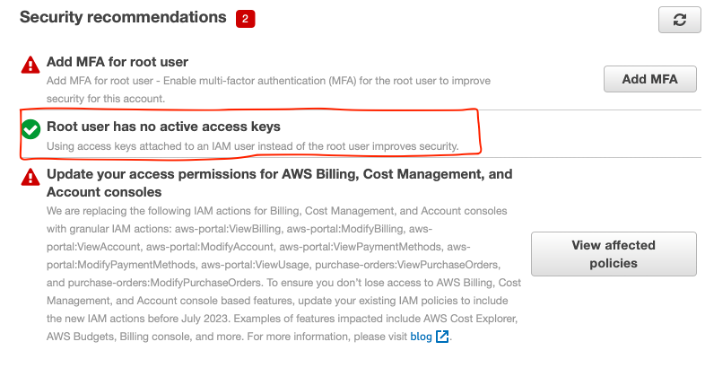 Security recommendations 2
Add MFA for root user
Add MFA for root user - Enable multi-factor authentication (MFA) for the root user to improve
security for this account.
Add MFA
Root user has no active access keys
Using access keys attached to an IAM user instead of the root user improves security.
Update your access permissions for AWS Billing, Cost Management, and
Account consoles
We are replacing the following IAM actions for Billing, Cost Management, and Account consoles
with granular IAM actions: aws-portal:ViewBilling, aws-portal:ModifyBilling, aws-
portal:ViewAccount, aws-portal:ModifyAccount, aws-portal:ViewPaymentMethods, aws-
portal:ModifyPaymentMethods, aws-portal:ViewUsage, purchase-orders:ViewPurchaseOrders,
and purchase-orders:ModifyPurchaseOrders. To ensure you don't lose access to AWS Billing, Cost
Management, and Account console based features, update your existing IAM policies to include
the new IAM actions before July 2023. Examples of features impacted include AWS Cost Explorer,
AWS Budgets, Billing console, and more. For more information, please visit blog.
View affected
policies